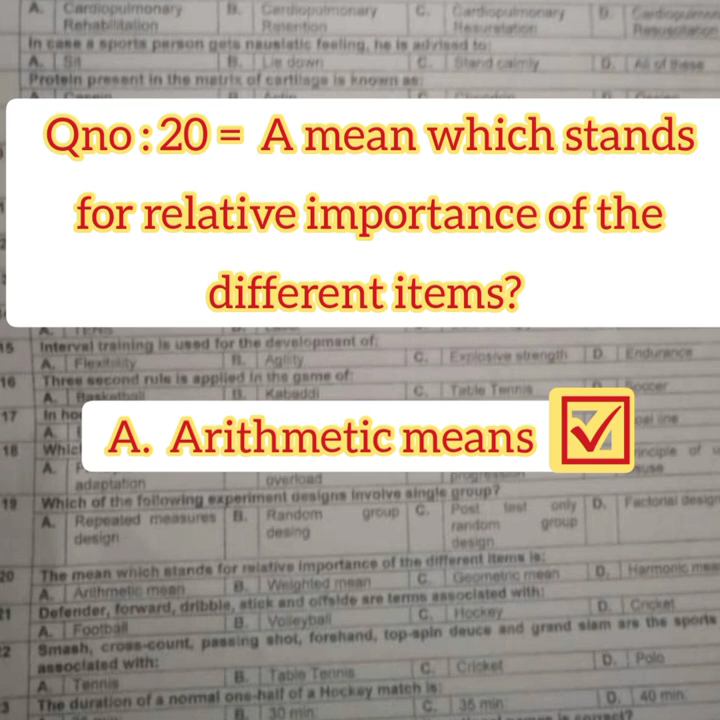 A. Cardiopulmonary Rehabilitation B. Cardiopulmonary Retention C. Cardiopulmonary D.
In case a sports person gets nauslatic feeling, he is advised to:
A. Sit B. Lie down C. Stand calmly D. All of these
Protein present in the matrix of cartilage is known as:
Qno : 20 = A mean which stands
for relative importance of the
different items?
15 Interval training is used for the development of:
A. Flexibility B. Agility C. Explosive strength D. Endurance
16 Three second rule is applied in the game of:
A. Basketball B. Kabaddi C. Table Tennis D. Soccer
17 In
A. Arithmetic means
18
A. adaptation overload
19 Which of the following experiment designs involve single group?
A. Repeated measures design B. Random group desing C. Post test only random group design D. Factorial design
20 The mean which stands for relative importance of the different items is:
A. Arithmetic mean B. Weighted mean C. Geometric mean D. Harmonic
21 Defender, forward, dribble, stick and offside are terms associated with:
A. Football B. Volleyball C. Hockey D. Cricket
22 Smash, cross-count, passing shot, forehand, top-spin deuce and grand slam are the sports
associated with:
A. Tennis B. Table Tennis C. Cricket D. Polo
23 The duration of a normal one-half of a Hockey match is:
B. 30 min C. 35 min D. 40 min